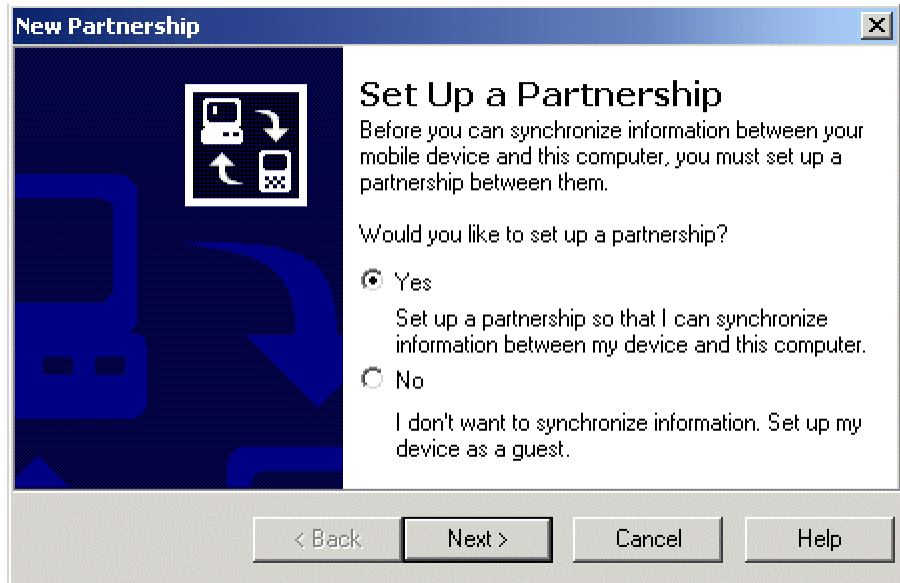 New Partnership
Set Up a Partnership
Before you can synchronize information between your
mobile device and this computer, you must set up a
partnership between them.
Would you like to set up a partnership?
Yes
Set up a partnership so that I can synchronize
information between my device and this computer.
No
I don't want to synchronize information. Set up my
device as a guest.
< Back Next > Cancel Help